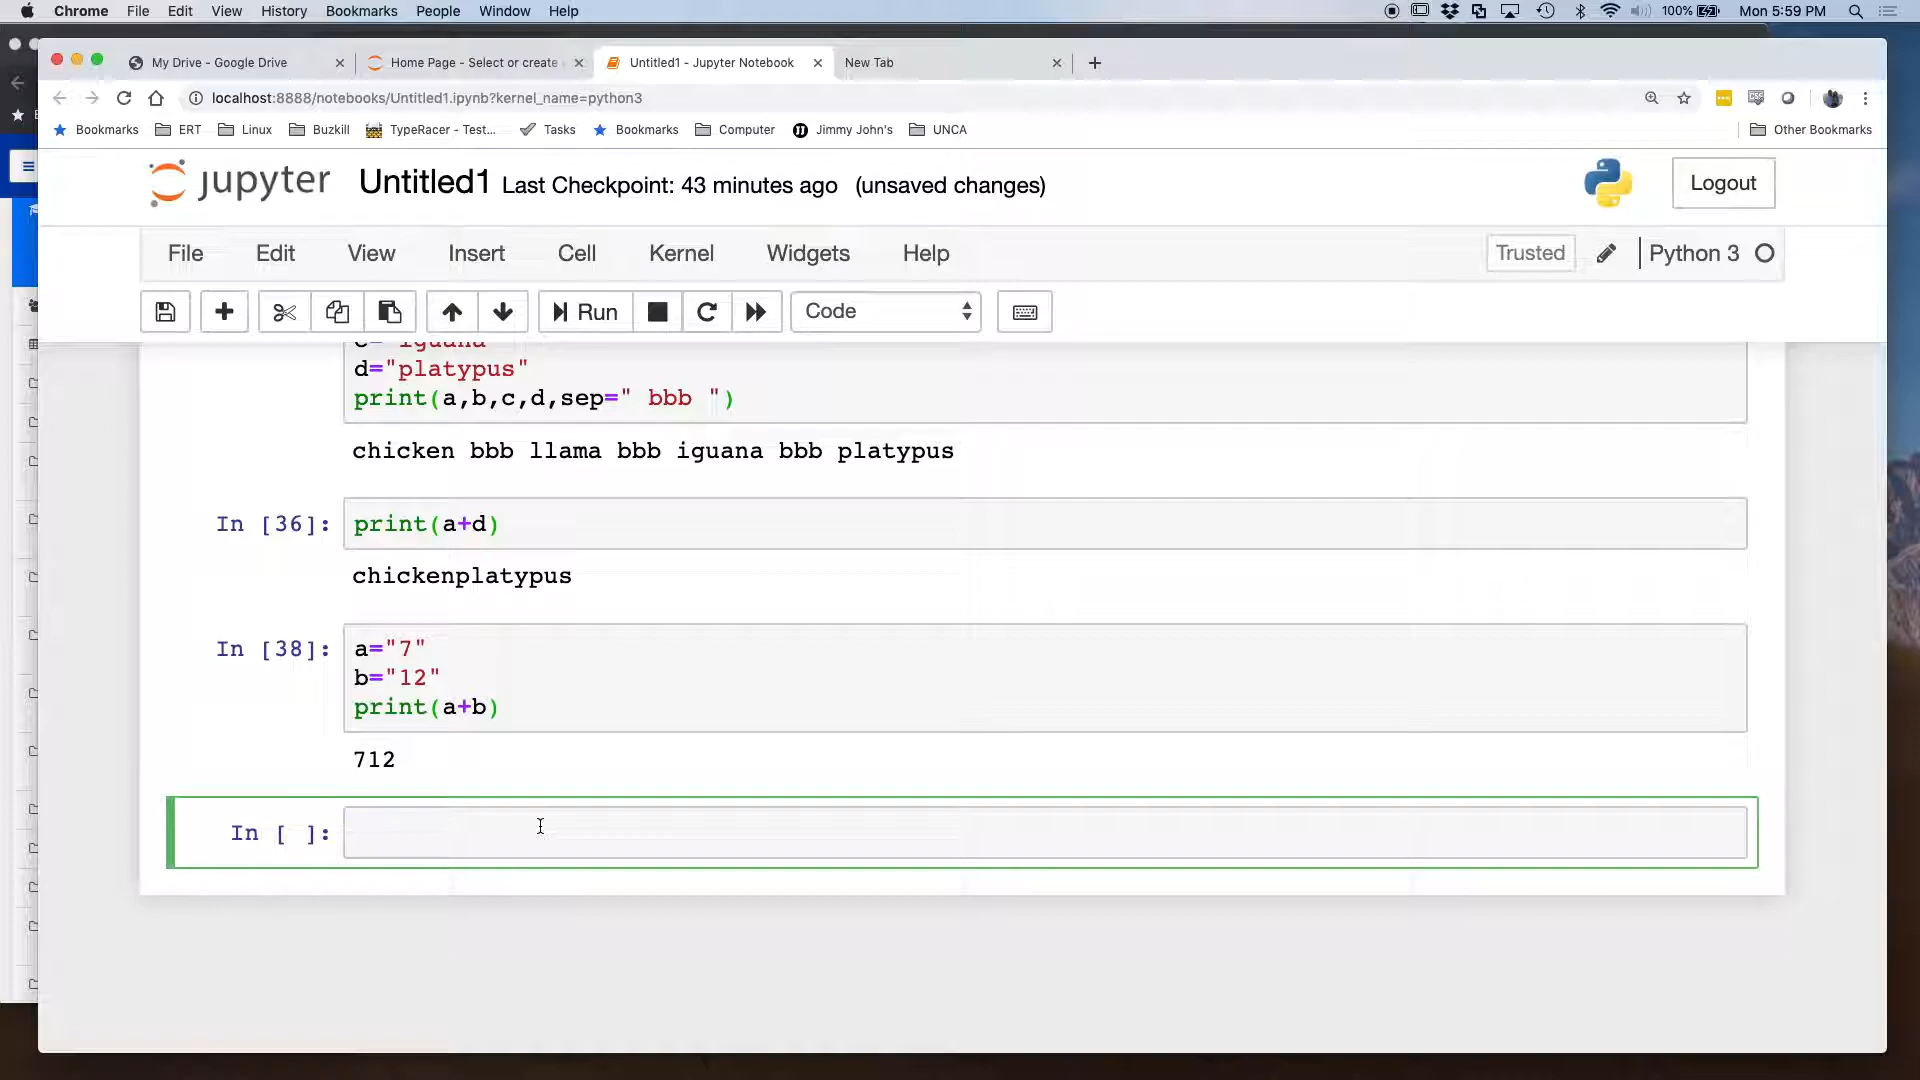 Chrome File Edit View History Bookmarks People Window Help 100% Mon 5:59 PM
My Drive - Google Drive Home Page - Select or create Untitled1 - Jupyter Notebook New Tab
localhost:8888/notebooks/Untitled1.ipynb?kernel_name=python3
Bookmarks ERT Linux Buzkill TypeRacer - Test... Tasks Bookmarks Computer Jimmy John's UNCA Other Bookmarks
jupyter Untitled1 Last Checkpoint: 43 minutes ago (unsaved changes) Logout
File Edit View Insert Cell Kernel Widgets Help Trusted Python 3
Run Code
c="iguana"
d="platypus"
print(a,b,c,d,sep=" bbb ")
chicken bbb llama bbb iguana bbb platypus
In [36]: print(a+d)
chickenplatypus
In [38]: a="7"
b="12"
print(a+b)
712
In [ ]: